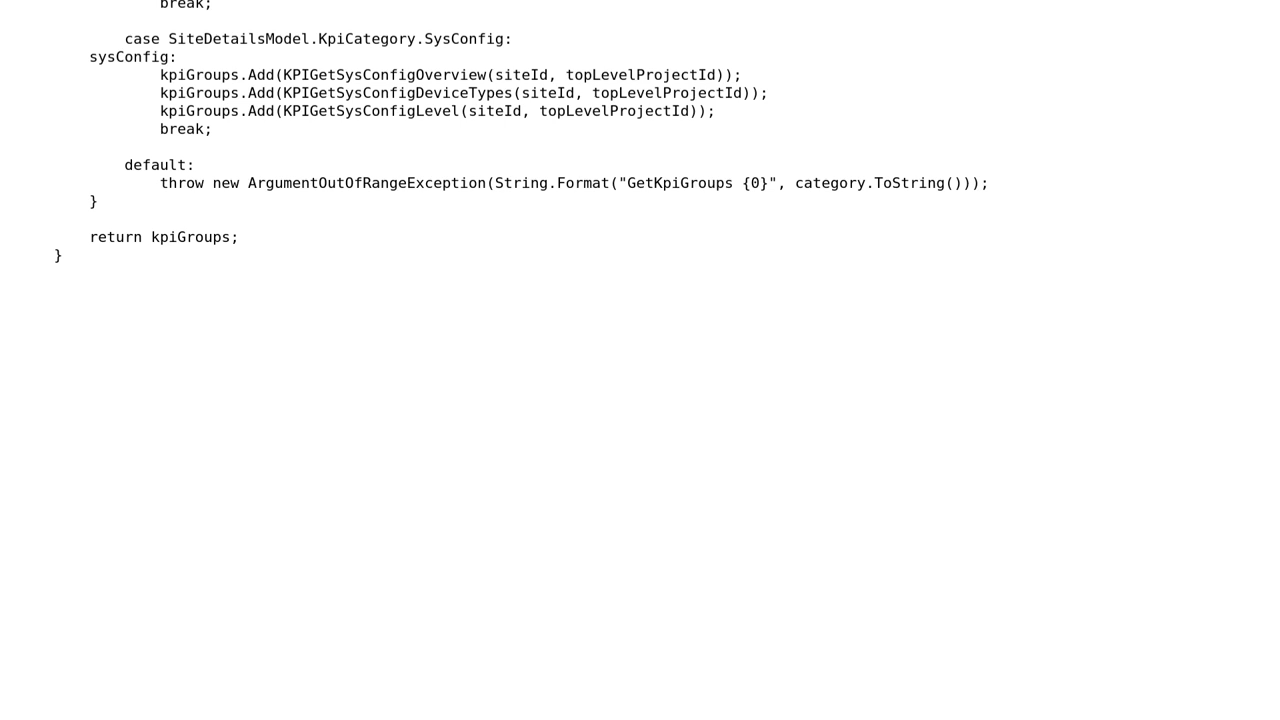 break;
case SiteDetailsModel.KpiCategory.SysConfig:
sysConfig:
kpiGroups.Add(KPIGetSysConfigOverview(siteId, topLevelProjectId));
kpiGroups.Add(KPIGetSysConfigDeviceTypes(siteId, topLevelProjectId));
kpiGroups.Add(KPIGetSysConfigLevel(siteId, topLevelProjectId));
break;
default:
throw new ArgumentOutOfRangeException(String.Format("GetKpiGroups {0}", category.ToString()));
}
return kpiGroups;
}